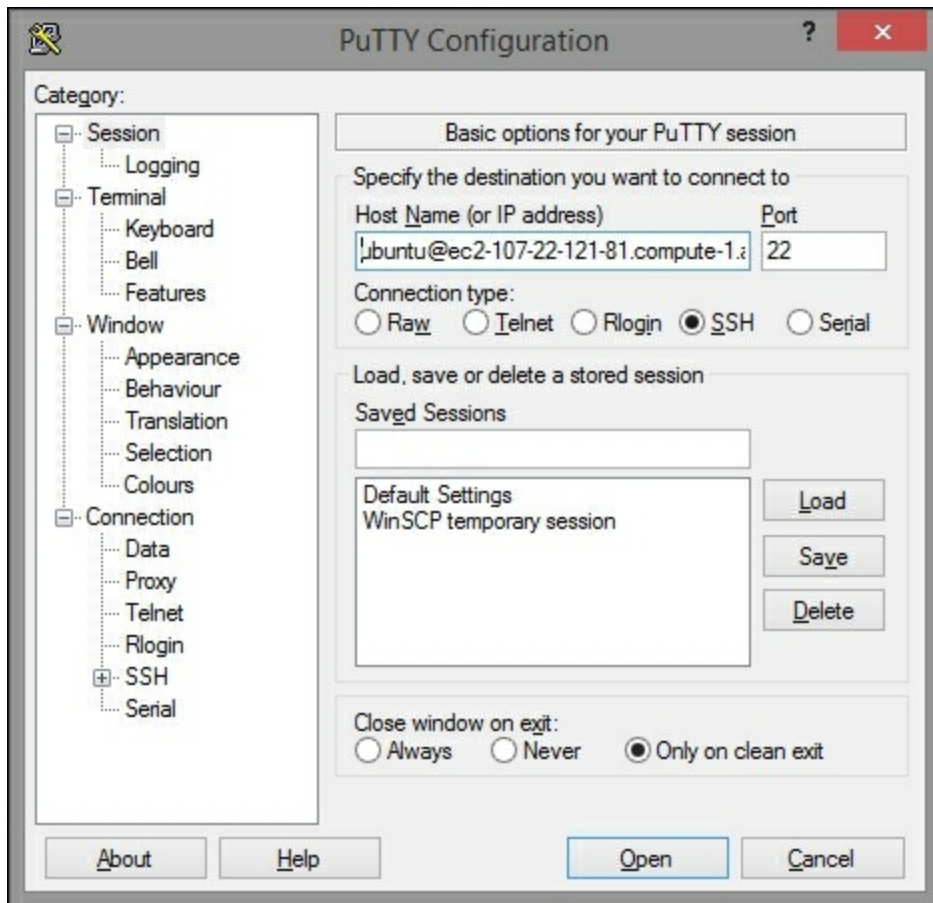 PuTTY Configuration
?
Category:
Session
Logging
Terminal
Keyboard
Bell
Features
Window
Appearance
Behaviour
Translation
Selection
Colours
Connection
Data
Proxy
Telnet
Rlogin
SSH
Serial
Basic options for your PuTTY session
Specify the destination you want to connect to
Host Name (or IP address) Port
ubuntu@ec2-107-22-121-81.compute-1.a 22
Connection type:
Raw Telnet Rlogin SSH Serial
Load, save or delete a stored session
Saved Sessions
Default Settings
WinSCP temporary session
Load
Save
Delete
Close window on exit:
Always Never Only on clean exit
About Help Open Cancel